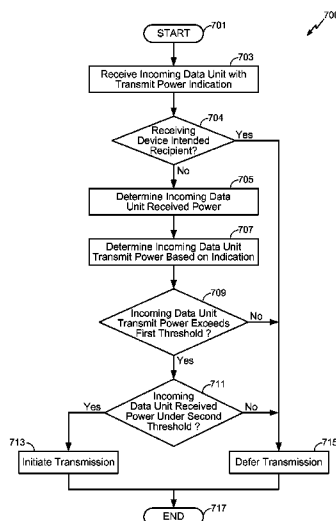 700
START
701
703
Receive Incoming Data Unit with
Transmit Power Indication
704
Receiving
Device Intended
Recipient?
Yes
No
705
Determine Incoming Data
Unit Received Power
707
Determine Incoming Data Unit
Transmit Power Based on Indication
709
Incoming Data Unit
Transmit Power Exceeds
First Threshold ?
No
Yes
711
Incoming
Data Unit Received
Power Under Second
Threshold ?
Yes
No
713
Initiate Transmission
715
Defer Transmission
END
717